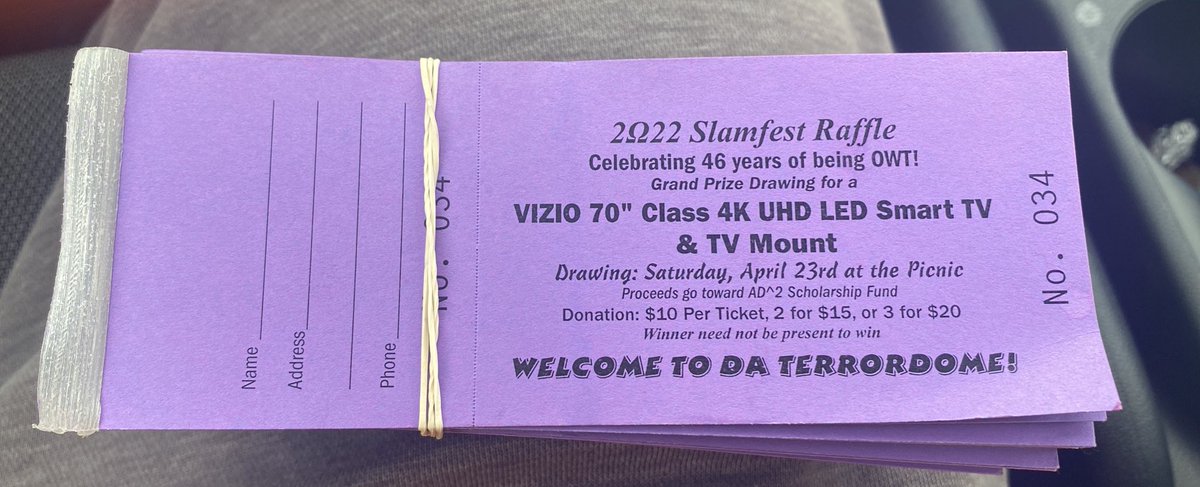 Name
Address
Phone
No. 034
2Ω22 Slamfest Raffle
Celebrating 46 years of being OWT!
Grand Prize Drawing for a
VIZIO 70" Class 4K UHD LED Smart TV
& TV Mount
Drawing: Saturday, April 23rd at the Picnic
Proceeds go toward AD^2 Scholarship Fund
Donation: $10 Per Ticket, 2 for $15, or 3 for $20
Winner need not be present to win
WELCOME TO DA TERRORDOME!
No. 034